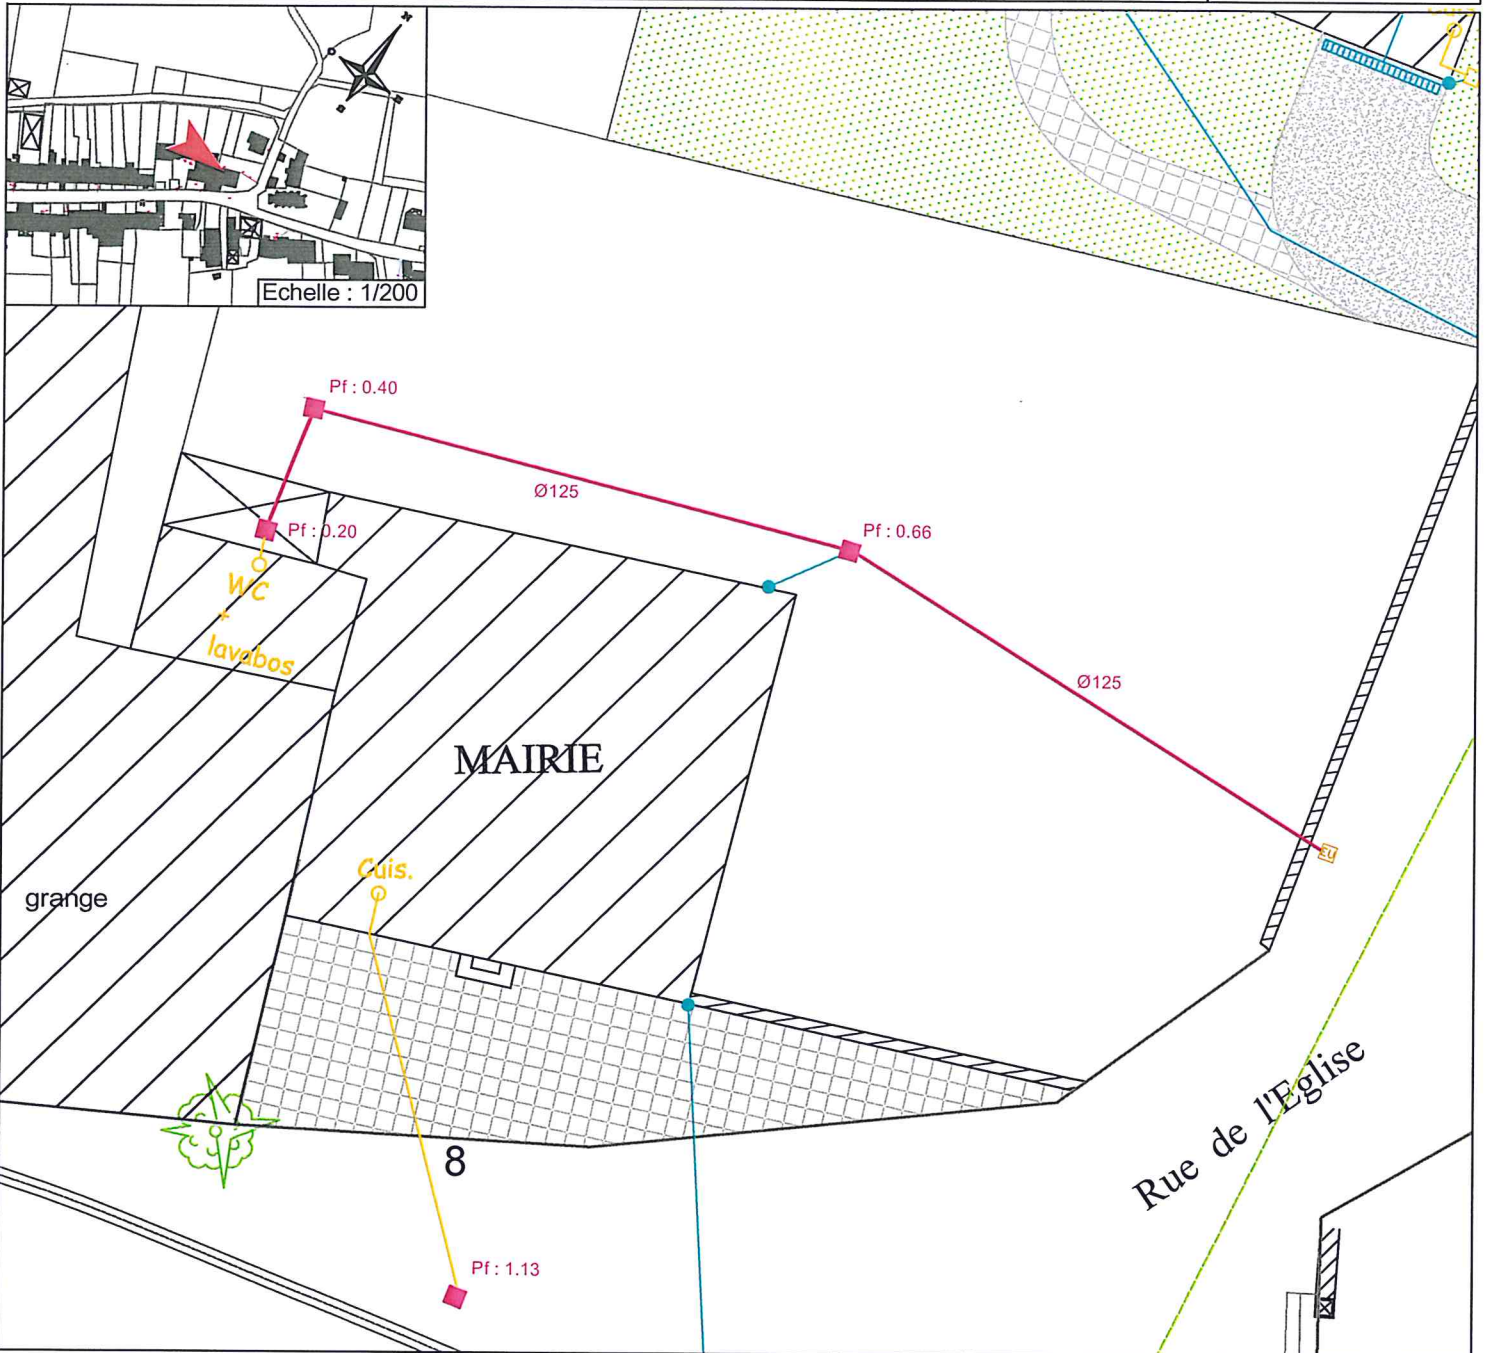 Echelle : 1/200
Pf : 0.40
Ø125
Pf : 0.20
Pf : 0.66
WC
+
lavabos
Ø125
MAIRIE
EU
Cuis.
grange
8
Rue de l'Eglise
Pf : 1.13